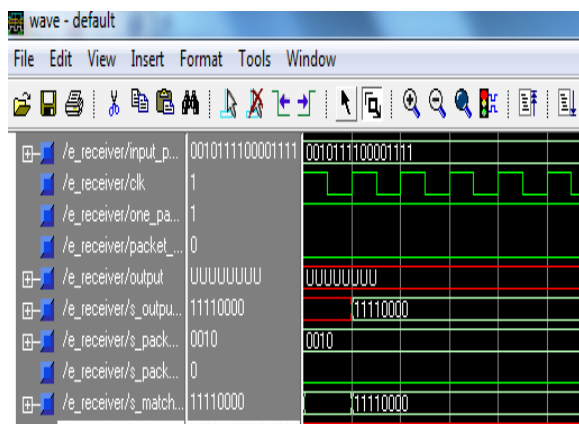 wave - default
File Edit View Insert Format Tools Window
/e_receiver/input_p... 0010111100001111 0010111100001111
/e_receiver/clk 1
/e_receiver/one_pa... 1
/e_receiver/packet_... 0
/e_receiver/output UUUUUUUU UUUUUUUU
/e_receiver/s_outpu... 11110000 11110000
/e_receiver/s_pack... 0010 0010
/e_receiver/s_pack... 0
/e_receiver/s_match... 11110000 11110000